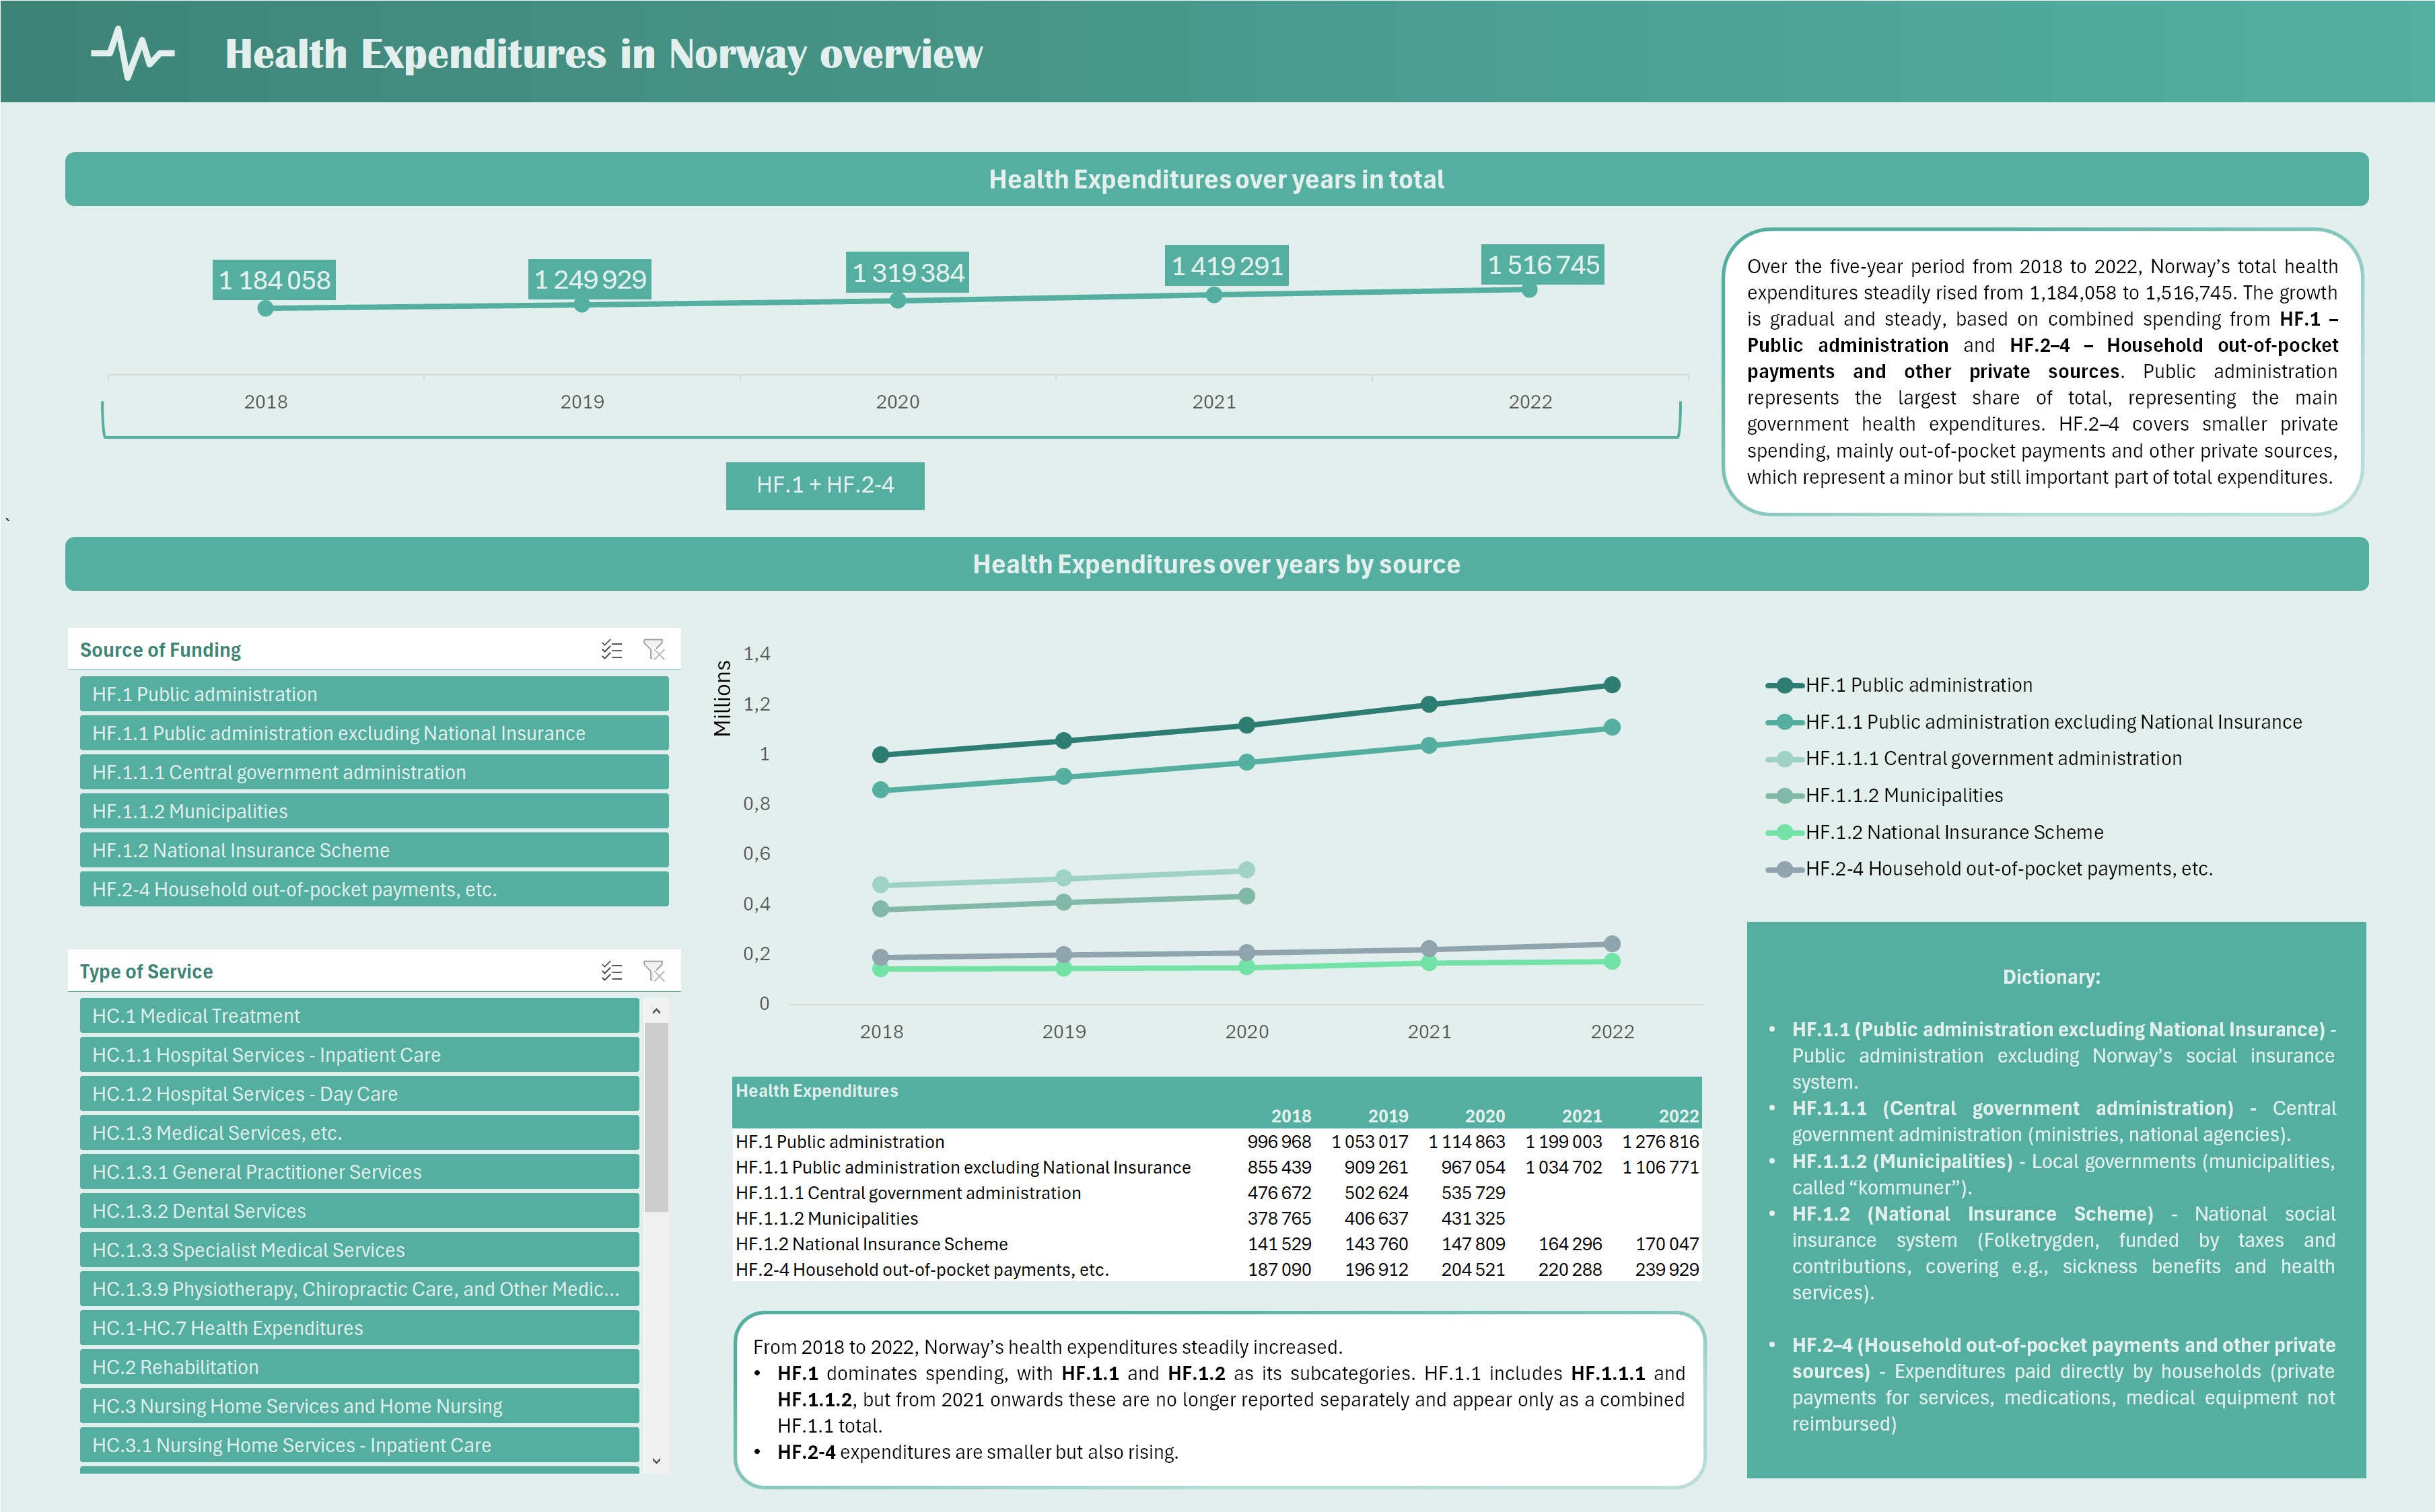 Health Expenditures in Norway overview
Health Expenditures over years in total
1 184 058
1 249 929
1 319 384
1 419 291
1 516 745
2018 2019 2020 2021 2022
HF.1 + HF.2-4
Over the five-year period from 2018 to 2022, Norway’s total health
expenditures steadily rised from 1,184,058 to 1,516,745. The growth
is gradual and steady, based on combined spending from HF.1 –
Public administration and HF.2–4 – Household out-of-pocket
payments and other private sources. Public administration
represents the largest share of total, representing the main
government health expenditures. HF.2–4 covers smaller private
spending, mainly out-of-pocket payments and other private sources,
which represent a minor but still important part of total expenditures.
`
Health Expenditures over years by source
Source of Funding
HF.1 Public administration
HF.1.1 Public administration excluding National Insurance
HF.1.1.1 Central government administration
HF.1.1.2 Municipalities
HF.1.2 National Insurance Scheme
HF.2-4 Household out-of-pocket payments, etc.
Type of Service
HC.1 Medical Treatment
HC.1.1 Hospital Services - Inpatient Care
HC.1.2 Hospital Services - Day Care
HC.1.3 Medical Services, etc.
HC.1.3.1 General Practitioner Services
HC.1.3.2 Dental Services
HC.1.3.3 Specialist Medical Services
HC.1.3.9 Physiotherapy, Chiropractic Care, and Other Medic...
HC.1-HC.7 Health Expenditures
HC.2 Rehabilitation
HC.3 Nursing Home Services and Home Nursing
HC.3.1 Nursing Home Services - Inpatient Care
Millions
1,4
1,2
1
0,8
0,6
0,4
0,2
0
2018 2019 2020 2021 2022
HF.1 Public administration
HF.1.1 Public administration excluding National Insurance
HF.1.1.1 Central government administration
HF.1.1.2 Municipalities
HF.1.2 National Insurance Scheme
HF.2-4 Household out-of-pocket payments, etc.
Health Expenditures
2018 2019 2020 2021 2022
HF.1 Public administration 996 968 1 053 017 1 114 863 1 199 003 1 276 816
HF.1.1 Public administration excluding National Insurance 855 439 909 261 967 054 1 034 702 1 106 771
HF.1.1.1 Central government administration 476 672 502 624 535 729
HF.1.1.2 Municipalities 378 765 406 637 431 325
HF.1.2 National Insurance Scheme 141 529 143 760 147 809 164 296 170 047
HF.2-4 Household out-of-pocket payments, etc. 187 090 196 912 204 521 220 288 239 929
From 2018 to 2022, Norway’s health expenditures steadily increased.
• HF.1 dominates spending, with HF.1.1 and HF.1.2 as its subcategories. HF.1.1 includes HF.1.1.1 and
HF.1.1.2, but from 2021 onwards these are no longer reported separately and appear only as a combined
HF.1.1 total.
• HF.2-4 expenditures are smaller but also rising.
Dictionary:
• HF.1.1 (Public administration excluding National Insurance) -
Public administration excluding Norway’s social insurance
system.
• HF.1.1.1 (Central government administration) - Central
government administration (ministries, national agencies).
• HF.1.1.2 (Municipalities) - Local governments (municipalities,
called “kommuner”).
• HF.1.2 (National Insurance Scheme) - National social
insurance system (Folketrygden, funded by taxes and
contributions, covering e.g., sickness benefits and health
services).
• HF.2–4 (Household out-of-pocket payments and other private
sources) - Expenditures paid directly by households (private
payments for services, medications, medical equipment not
reimbursed)